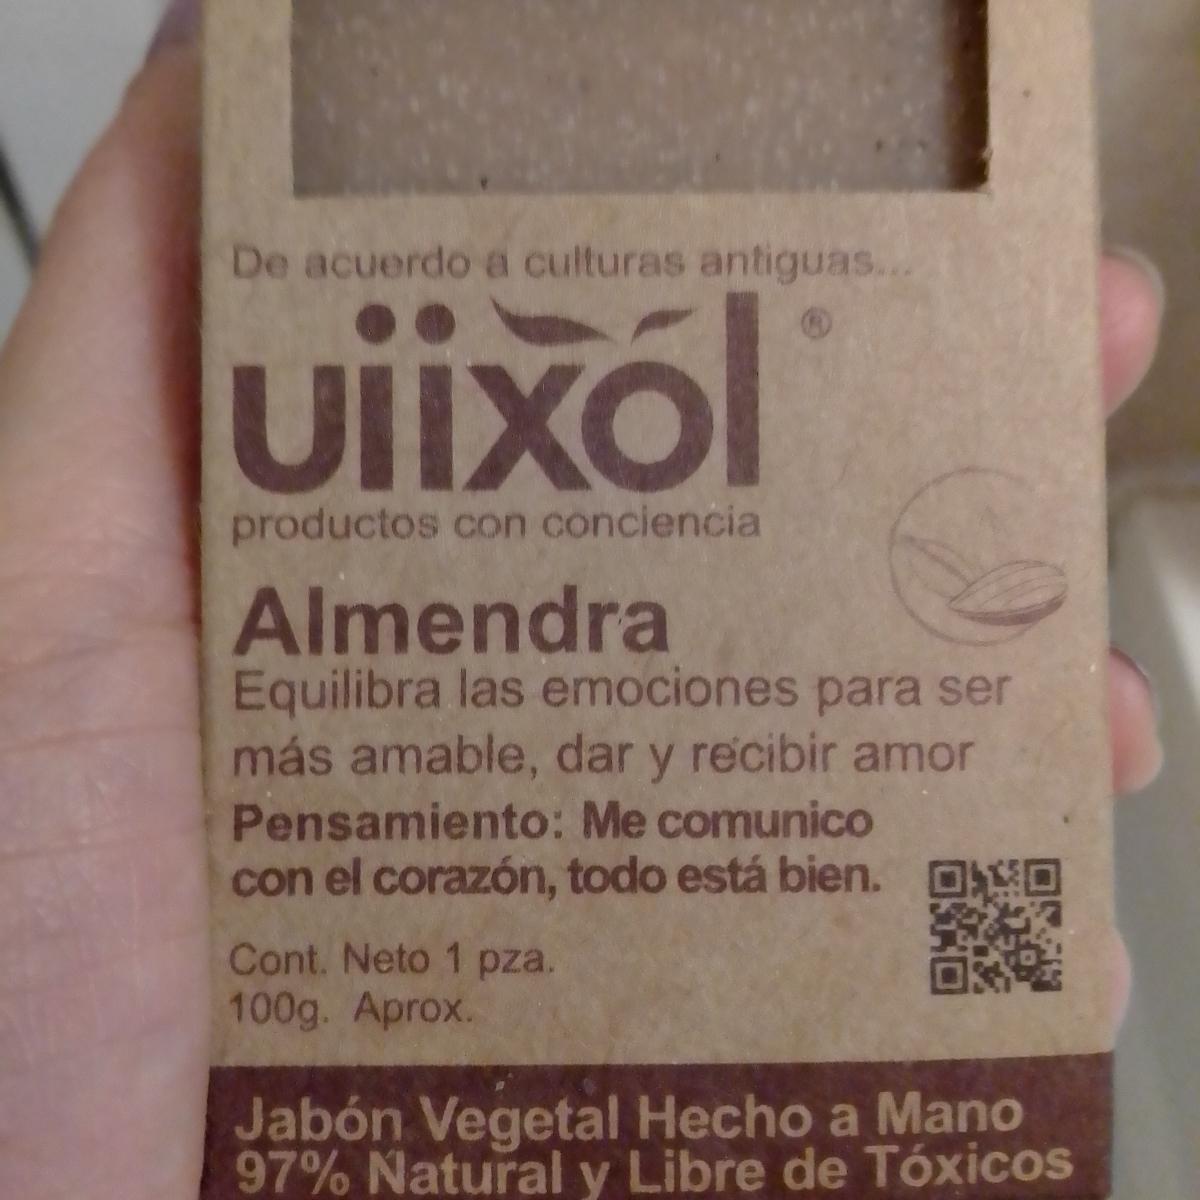 De acuerdo a culturas antiguas...
uiixól ®
productos con conciencia
Almendra
Equilibra las emociones para ser
más amable, dar y recibir amor
Pensamiento: Me comunico
con el corazón, todo está bien.
Cont. Neto 1 pza.
100g. Aprox.
Jabón Vegetal Hecho a Mano
97% Natural y Libre de Tóxicos